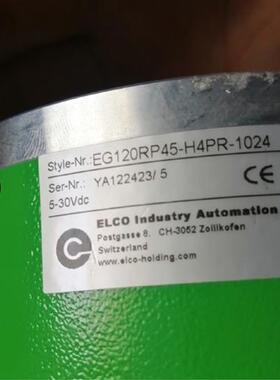 Style-Nr.: EG120RP45-H4PR-1024
Ser-Nr.: YA122423/ 5
5-30Vdc
CE
ELCO Industry Automation
Postgasse 8, CH-3052 Zollikofen
Switzerland
www.elco-holding.com